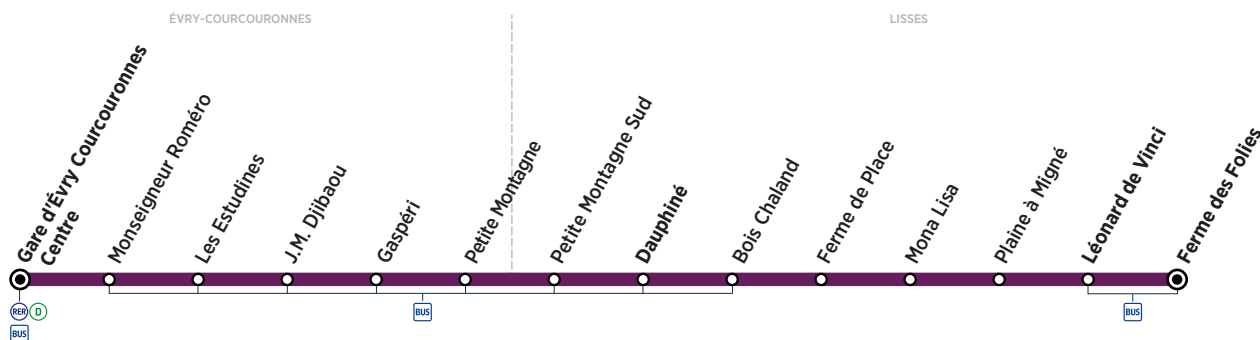 ÉVRY-COURCOURONNES
LISSES
Gare d'Évry Courcouronnes
Centre
Monseigneur Roméro
Les Estudines
J.M. Djibaou
Gaspéri
Petite Montagne
Petite Montagne Sud
Dauphiné
Bois Chaland
Ferme de Place
Mona Lisa
Plaine à Migné
Léonard de Vinci
Ferme des Folies
RER D
BUS
BUS
BUS